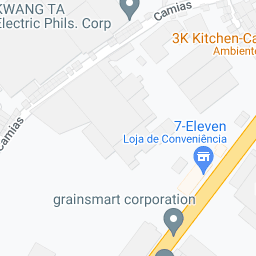 KWANG TA
Electric Phils. Corp
Camias
3K Kitchen-Ca
Ambiente
Camias
7-Eleven
Loja de Conveniência
grainsmart corporation